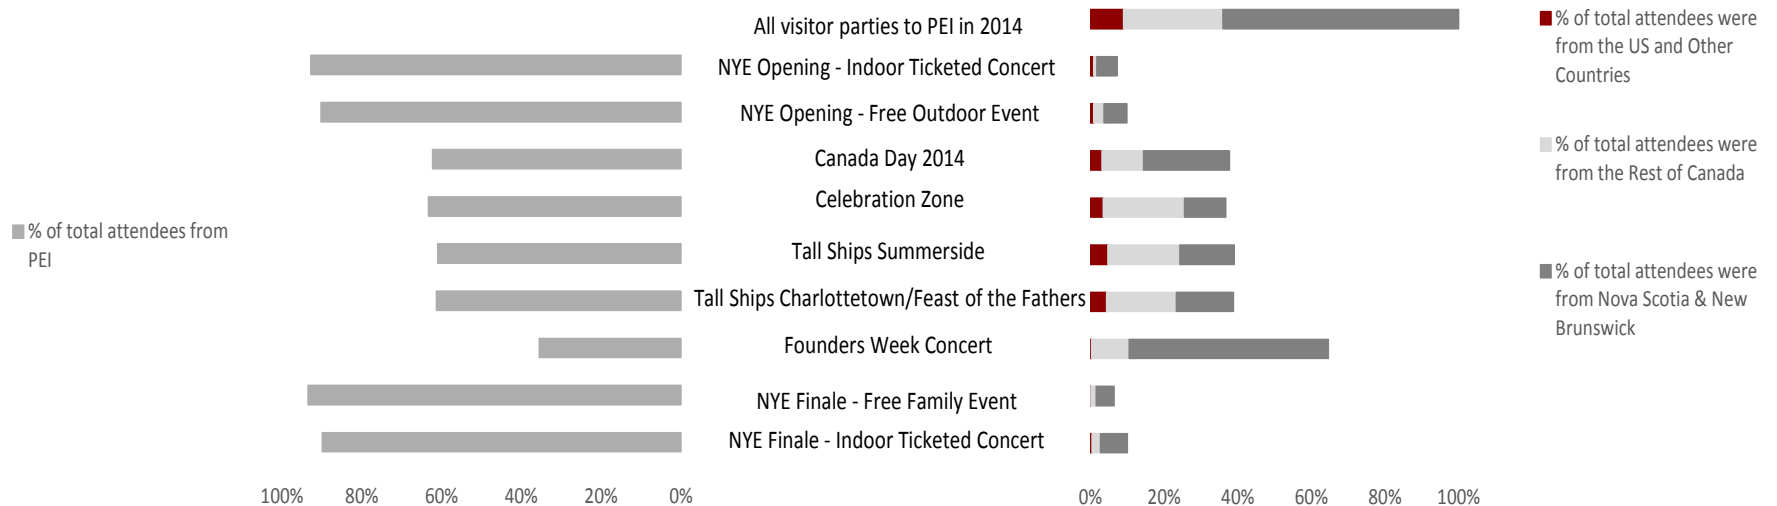 All visitor parties to PEI in 2014
NYE Opening - Indoor Ticketed Concert
NYE Opening - Free Outdoor Event
Canada Day 2014
Celebration Zone
Tall Ships Summerside
Tall Ships Charlottetown/Feast of the Fathers
Founders Week Concert
NYE Finale - Free Family Event
NYE Finale - Indoor Ticketed Concert
% of total attendees from
PEI
100% 80% 60% 40% 20% 0%
0% 20% 40% 60% 80% 100%
% of total attendees were
from the US and Other
Countries
% of total attendees were
from the Rest of Canada
% of total attendees were
from Nova Scotia & New
Brunswick